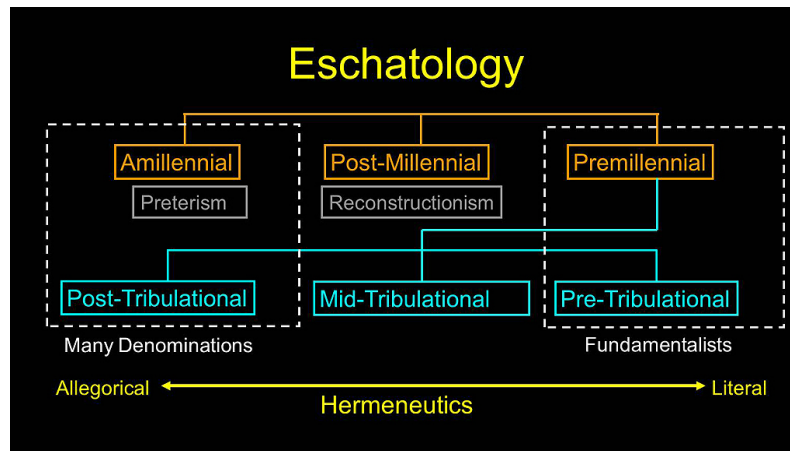 Eschatology
Amillennial
Post-Millennial
Premillennial
Preterism
Reconstructionism
Post-Tribulational
Mid-Tribulational
Pre-Tribulational
Many Denominations
Fundamentalists
Allegorical
Literal
Hermeneutics